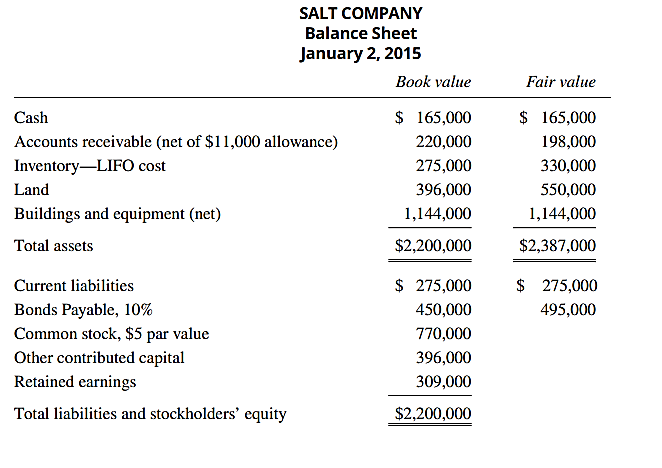 SALT COMPANY
Balance Sheet
January 2, 2015
Book value Fair value
Cash $ 165,000 $ 165,000
Accounts receivable (net of $11,000 allowance) 220,000 198,000
Inventory—LIFO cost 275,000 330,000
Land 396,000 550,000
Buildings and equipment (net) 1,144,000 1,144,000
Total assets $2,200,000 $2,387,000
Current liabilities $ 275,000 $ 275,000
Bonds Payable, 10% 450,000 495,000
Common stock, $5 par value 770,000
Other contributed capital 396,000
Retained earnings 309,000
Total liabilities and stockholders’ equity $2,200,000